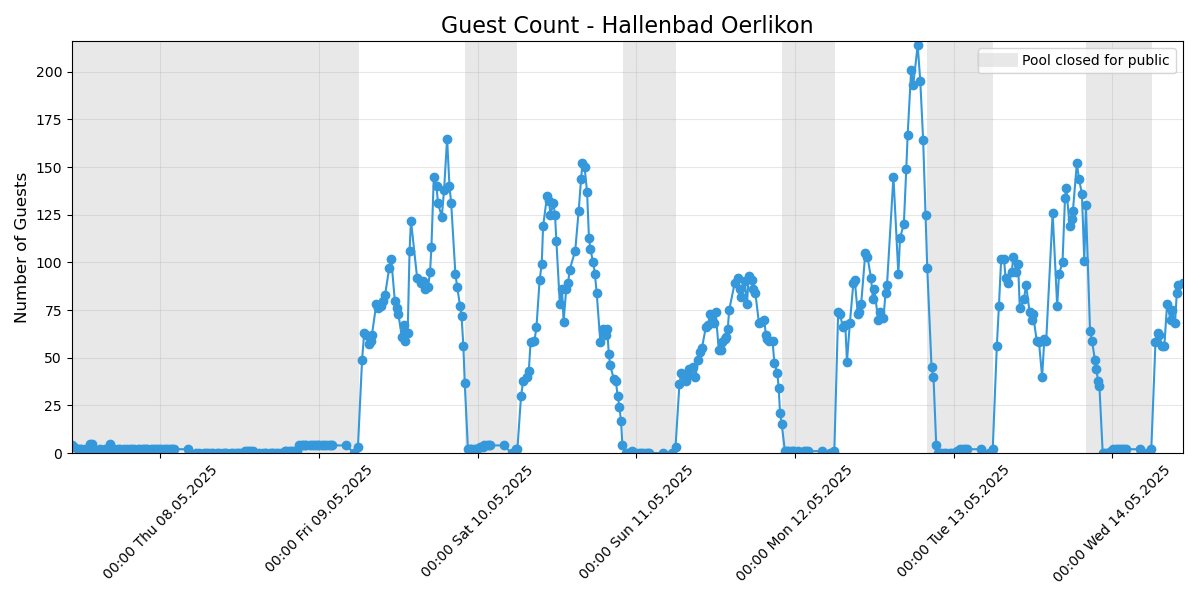 Guest Count - Hallenbad Oerlikon
Pool closed for public
Number of Guests
200
175
150
125
100
75
50
25
0
00:00 Thu 08.05.2025
00:00 Fri 09.05.2025
00:00 Sat 10.05.2025
00:00 Sun 11.05.2025
00:00 Mon 12.05.2025
00:00 Tue 13.05.2025
00:00 Wed 14.05.2025